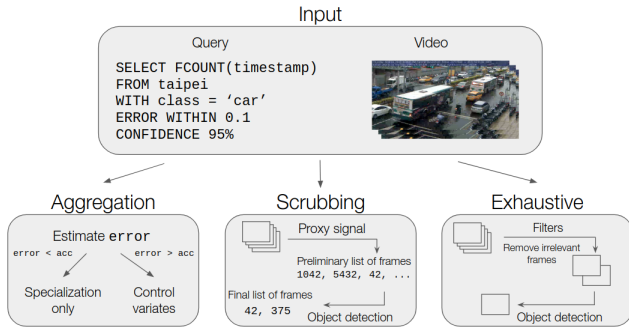 Input
Query
Video
SELECT FCOUNT(timestamp)
FROM taipei
WITH class = ‘car’
ERROR WITHIN 0.1
CONFIDENCE 95%
Aggregation
Estimate error
error < acc
error > acc
Specialization
only
Control
variates
Scrubbing
Proxy signal
Preliminary list of frames
1042, 5432, 42, ...
Final list of frames
42, 375
Object detection
Exhaustive
Filters
Remove irrelevant
frames
Object detection